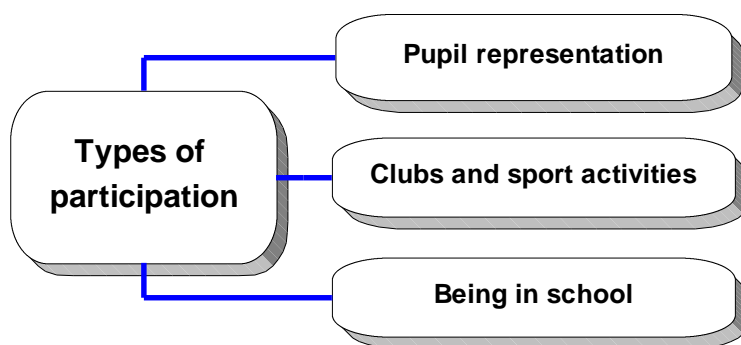 Types of
participation
Pupil representation
Clubs and sport activities
Being in school